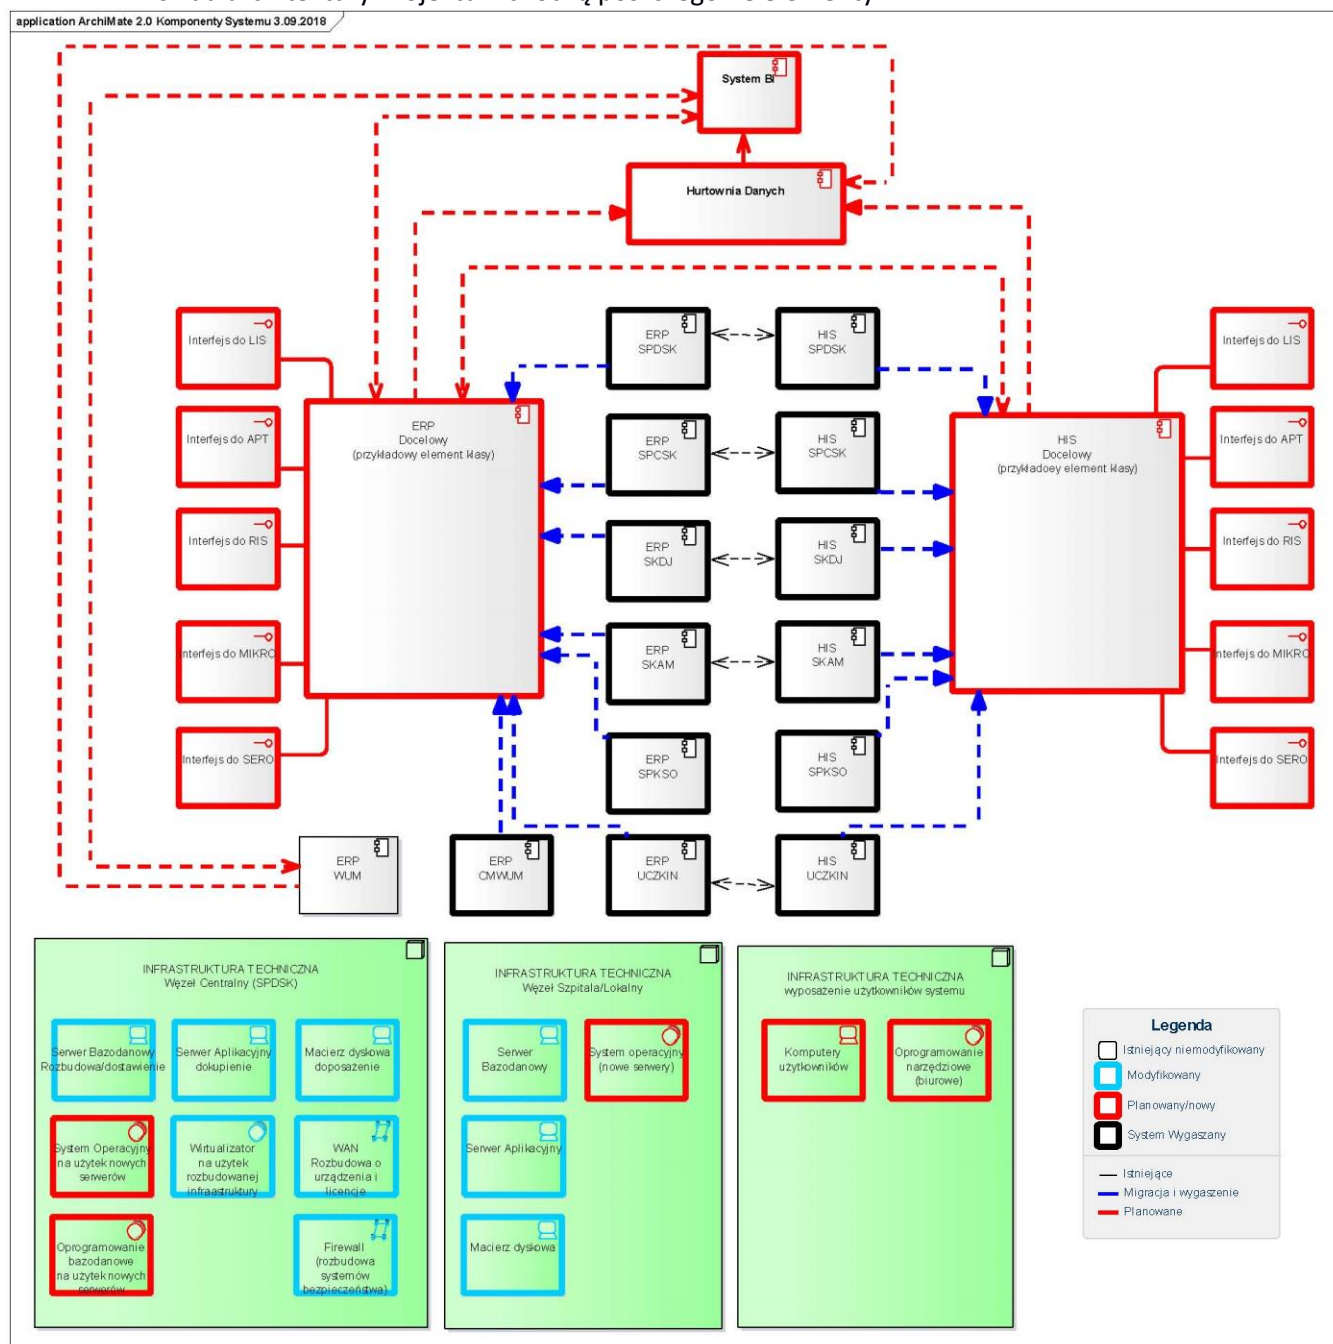 application ArchiMate 2.0 Komponenty Systemu 3.09.2018
System BI
Hurtownia Danych
Interfejs do LIS
Interfejs do APT
Interfejs do RIS
Interfejs do MIKRO
Interfejs do SERO
ERP
Docelowy
(przykładowy element klasy)
ERP
SPDSK
HIS
SPDSK
ERP
SPCSK
HIS
SPCSK
ERP
SKDJ
HIS
SKDJ
ERP
SKAM
HIS
SKAM
ERP
SPKSO
HIS
SPKSO
ERP
UCZKIN
HIS
UCZKIN
HIS
Docelowy
(przykładoey element klasy)
Interfejs do LIS
Interfejs do APT
Interfejs do RIS
Interfejs do MIKRO
Interfejs do SERO
ERP
WUM
ERP
CMWUM
INFRASTRUKTURA TECHNICZNA
Węzeł Centralny (SPDSK)
Serwer Bazodanowy
Rozbudowa/dostawienie
Serwer Aplikacyjny
dokupienie
Macierz dyskowa
doposażenie
System Operacyjny
na użytek nowych
serwerów
Wirtualizator
na użytek
rozbudowanej
infraastruktury
WAN
Rozbudowa o
urządzenia i
licencje
Oprogramowanie
bazodanowe
na użytek nowych
serwerów
Firewall
(rozbudowa
systemów
bezpieczeństwa)
INFRASTRUKTURA TECHNICZNA
Węzeł Szpitala/Lokalny
Serwer
Bazodanowy
System operacyjny
(nowe serwery)
Serwer Aplikacyjny
Macierz dyskowa
INFRASTRUKTURA TECHNICZNA
wyposażenie użytkowników systemu
Komputery
użytkowników
Oprogramowanie
narzędziowe
(biurowe)
Legenda
Istniejący niemodyfikowany
Modyfikowany
Planowany/nowy
System Wygaszany
Istniejące
Migracja i wygaszenie
Planowane